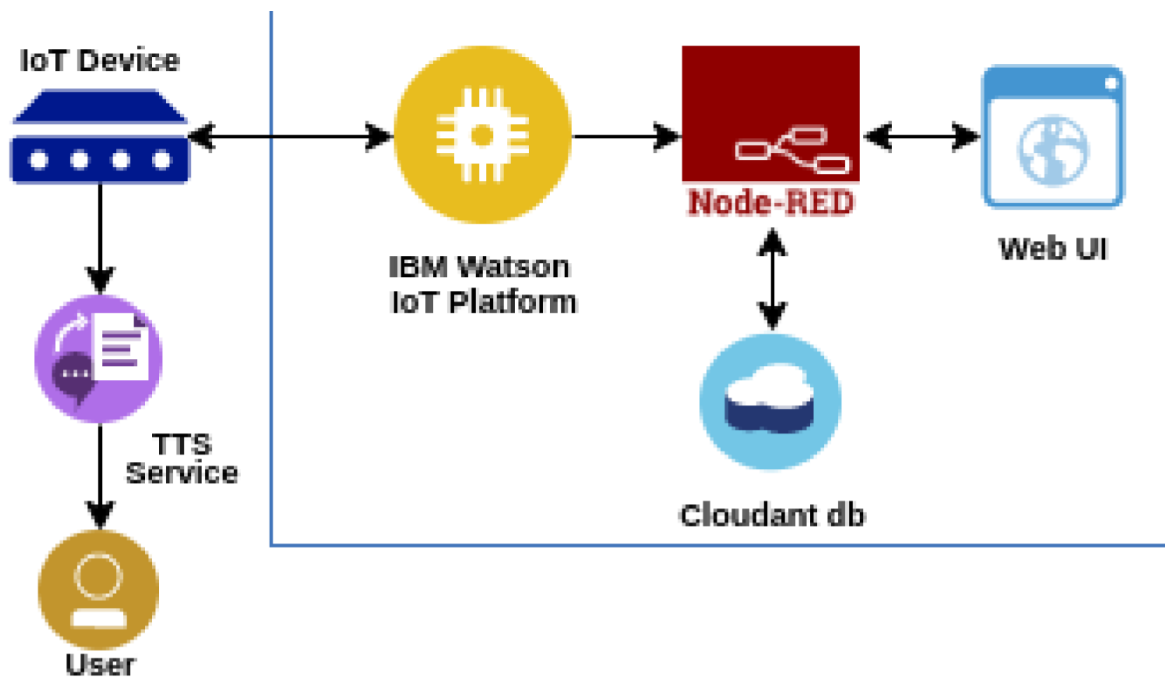 IoT Device
IBM Watson
IoT Platform
Node-RED
Web UI
TTS
Service
Cloudant db
User